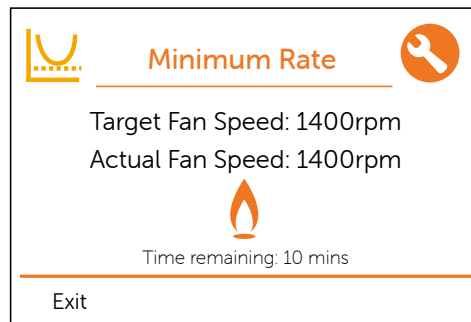 Minimum Rate
Target Fan Speed: 1400rpm
Actual Fan Speed: 1400rpm
Time remaining: 10 mins
Exit